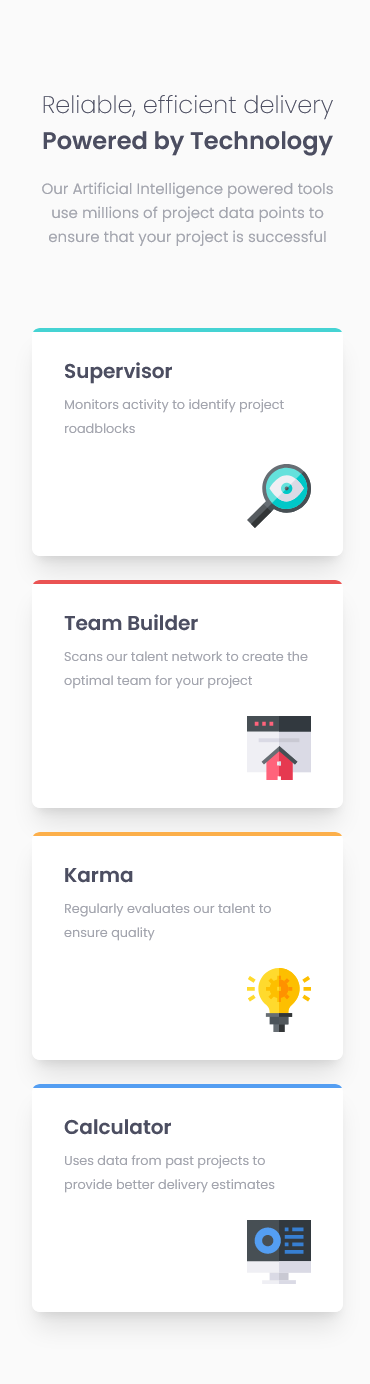 Reliable, efficient delivery
Powered by Technology
Our Artificial Intelligence powered tools
use millions of project data points to
ensure that your project is successful
Supervisor
Monitors activity to identify project
roadblocks
Team Builder
Scans our talent network to create the
optimal team for your project
Karma
Regularly evaluates our talent to
ensure quality
Calculator
Uses data from past projects to
provide better delivery estimates